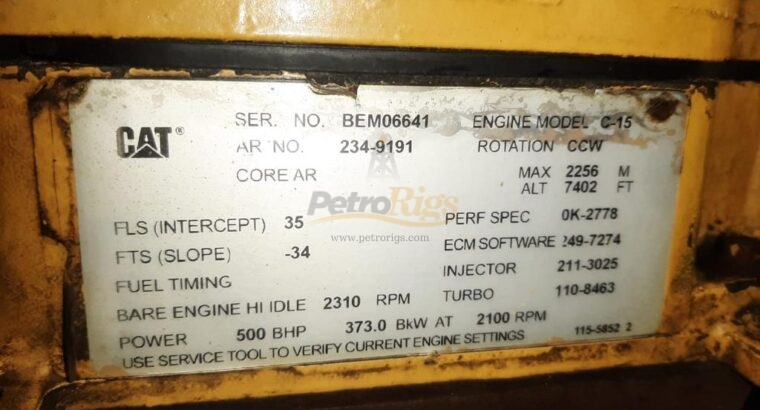 CAT®
SER. NO. BEM06641 ENGINE MODEL C-15
AR NO. 234-9191 ROTATION CCW
CORE AR MAX 2256 M
ALT 7402 FT
PetroRigs
www.petrorigs.com
FLS (INTERCEPT) 35 PERF SPEC 0K-2778
FTS (SLOPE) -34 ECM SOFTWARE 249-7274
FUEL TIMING INJECTOR 211-3025
BARE ENGINE HI IDLE 2310 RPM TURBO 110-8463
POWER 500 BHP 373.0 BkW AT 2100 RPM
115-5852 2
USE SERVICE TOOL TO VERIFY CURRENT ENGINE SETTINGS